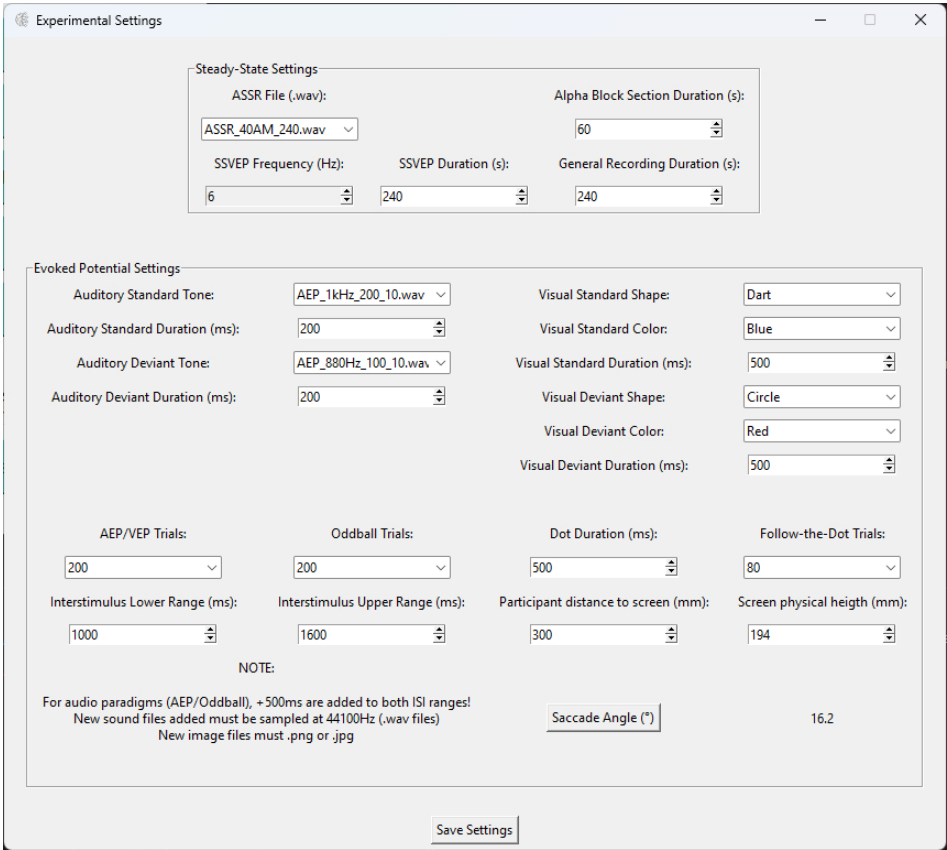 Experimental Settings
Steady-State Settings
ASSR File (.wav):
Alpha Block Section Duration (s):
ASSR_40AM_240.wav
60
SSVEP Frequency (Hz):
SSVEP Duration (s):
General Recording Duration (s):
6
240
240
Evoked Potential Settings
Auditory Standard Tone:
AEP_1kHz_200_10.wav
Visual Standard Shape:
Dart
Auditory Standard Duration (ms):
200
Visual Standard Color:
Blue
Auditory Deviant Tone:
AEP_880Hz_100_10.wav
Visual Standard Duration (ms):
500
Auditory Deviant Duration (ms):
200
Visual Deviant Shape:
Circle
Visual Deviant Color:
Red
Visual Deviant Duration (ms):
500
AEP/VEP Trials:
Oddball Trials:
Dot Duration (ms):
Follow-the-Dot Trials:
200
200
500
80
Interstimulus Lower Range (ms):
Interstimulus Upper Range (ms):
Participant distance to screen (mm):
Screen physical heigth (mm):
1000
1600
300
194
NOTE:
For audio paradigms (AEP/Oddball), +500ms are added to both ISI ranges!
New sound files added must be sampled at 44100Hz (.wav files)
New image files must .png or .jpg
Saccade Angle (°)
16.2
Save Settings